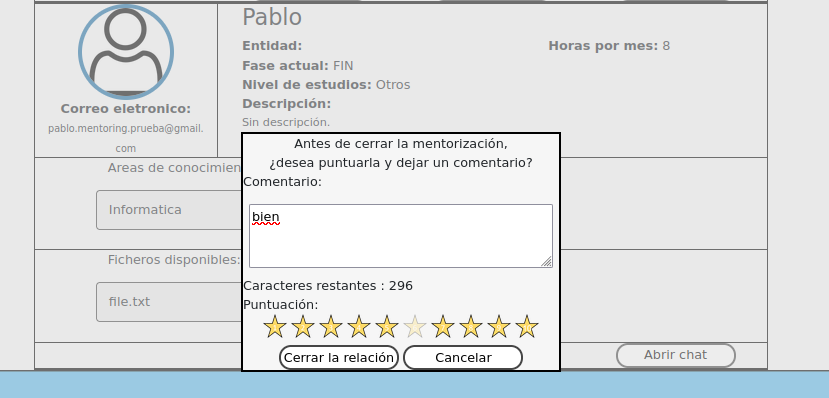 Pablo
Entidad:
Horas por mes: 8
Fase actual: FIN
Nivel de estudios: Otros
Descripción:
Sin descripción.
Correo eletronico:
pablo.mentoring.prueba@gmail.
com
Areas de conocimien
Informatica
Ficheros disponibles:
file.txt
Antes de cerrar la mentorización,
¿desea puntuarla y dejar un comentario?
Comentario:
bien
Caracteres restantes : 296
Puntuación:
Cerrar la relación
Cancelar
Abrir chat